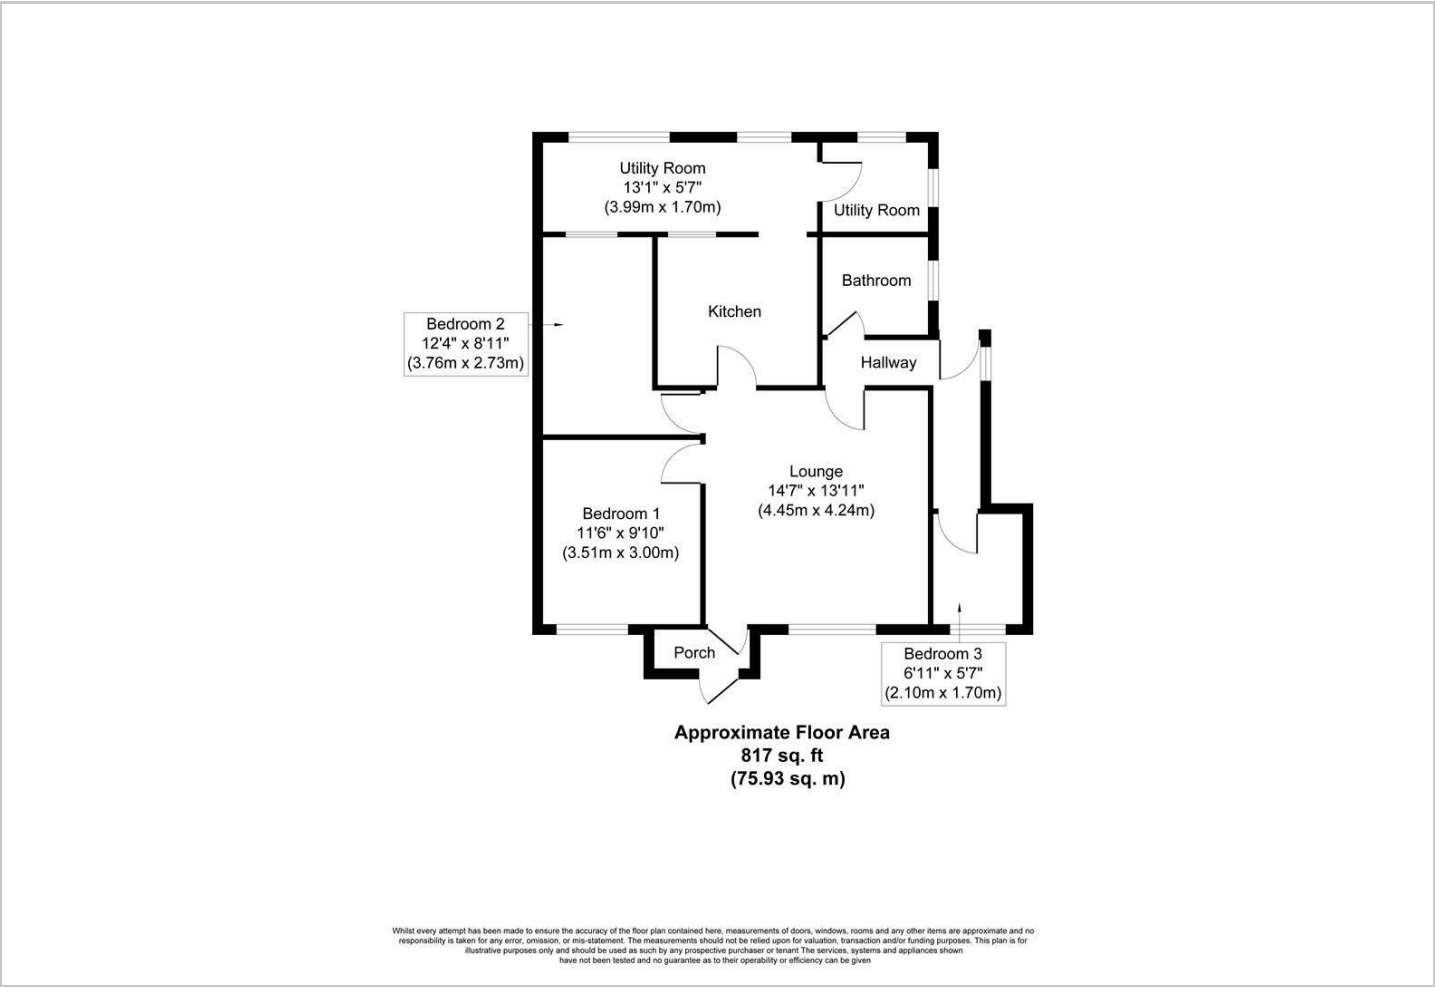 Utility Room
13'1" x 5'7"
(3.99m x 1.70m)
Utility Room
Bathroom
Kitchen
Bedroom 2
12'4" x 8'11"
(3.76m x 2.73m)
Hallway
Lounge
14'7" x 13'11"
(4.45m x 4.24m)
Bedroom 1
11'6" x 9'10"
(3.51m x 3.00m)
Porch
Bedroom 3
6'11" x 5'7"
(2.10m x 1.70m)
Approximate Floor Area
817 sq. ft
(75.93 sq. m)
Whilst every attempt has been made to ensure the accuracy of the floor plan contained here, measurements of doors, windows, rooms and any other items are approximate and no
responsibility is taken for any error, omission, or mis-statement. The measurements should not be relied upon for valuation, transaction and/or funding purposes. This plan is for
illustrative purposes only and should be used as such by any prospective purchaser or tenant The services, systems and appliances shown
have not been tested and no guarantee as to their operability or efficiency can be given